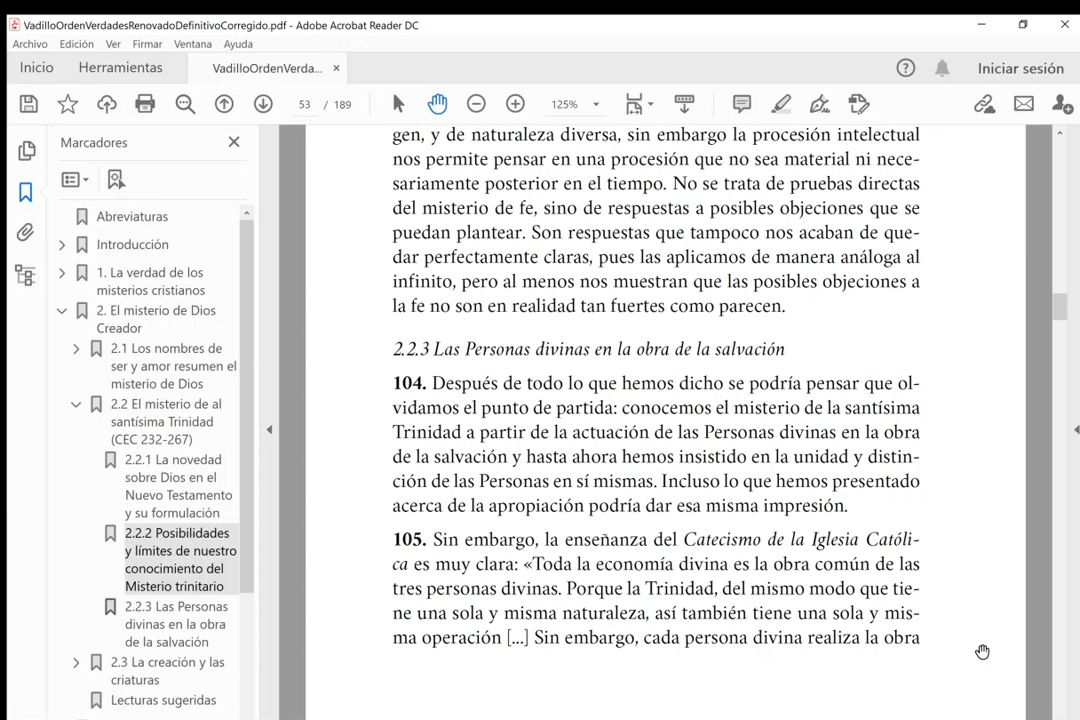 VadilloOrdenVerdadesRenovadoDefinitivoCorregido.pdf - Adobe Acrobat Reader DC
Archivo Edición Ver Firmar Ventana Ayuda
Inicio Herramientas VadilloOrdenVerda... × Iniciar sesión
53 / 189 125%
Marcadores
Abreviaturas
Introducción
1. La verdad de los
misterios cristianos
2. El misterio de Dios
Creador
2.1 Los nombres de
ser y amor resumen el
misterio de Dios
2.2 El misterio de al
santísima Trinidad
(CEC 232-267)
2.2.1 La novedad
sobre Dios en el
Nuevo Testamento
y su formulación
2.2.2 Posibilidades
y límites de nuestro
conocimiento del
Misterio trinitario
2.2.3 Las Personas
divinas en la obra
de la salvación
2.3 La creación y las
criaturas
Lecturas sugeridas
gen, y de naturaleza diversa, sin embargo la procesión intelectual
nos permite pensar en una procesión que no sea material ni nece-
sariamente posterior en el tiempo. No se trata de pruebas directas
del misterio de fe, sino de respuestas a posibles objeciones que se
puedan plantear. Son respuestas que tampoco nos acaban de que-
dar perfectamente claras, pues las aplicamos de manera análoga al
infinito, pero al menos nos muestran que las posibles objeciones a
la fe no son en realidad tan fuertes como parecen.
2.2.3 Las Personas divinas en la obra de la salvación
104. Después de todo lo que hemos dicho se podría pensar que ol-
vidamos el punto de partida: conocemos el misterio de la santísima
Trinidad a partir de la actuación de las Personas divinas en la obra
de la salvación y hasta ahora hemos insistido en la unidad y distin-
ción de las Personas en sí mismas. Incluso lo que hemos presentado
acerca de la apropiación podría dar esa misma impresión.
105. Sin embargo, la enseñanza del Catecismo de la Iglesia Católi-
ca es muy clara: «Toda la economía divina es la obra común de las
tres personas divinas. Porque la Trinidad, del mismo modo que tie-
ne una sola y misma naturaleza, así también tiene una sola y mis-
ma operación [...] Sin embargo, cada persona divina realiza la obra